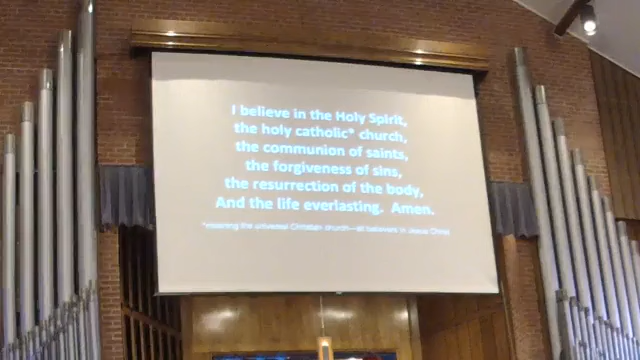 I believe in the Holy Spirit,
the holy catholic* church,
the communion of saints,
the forgiveness of sins,
the resurrection of the body,
And the life everlasting. Amen.
*meaning the universal Christian church—all believers in Jesus Christ